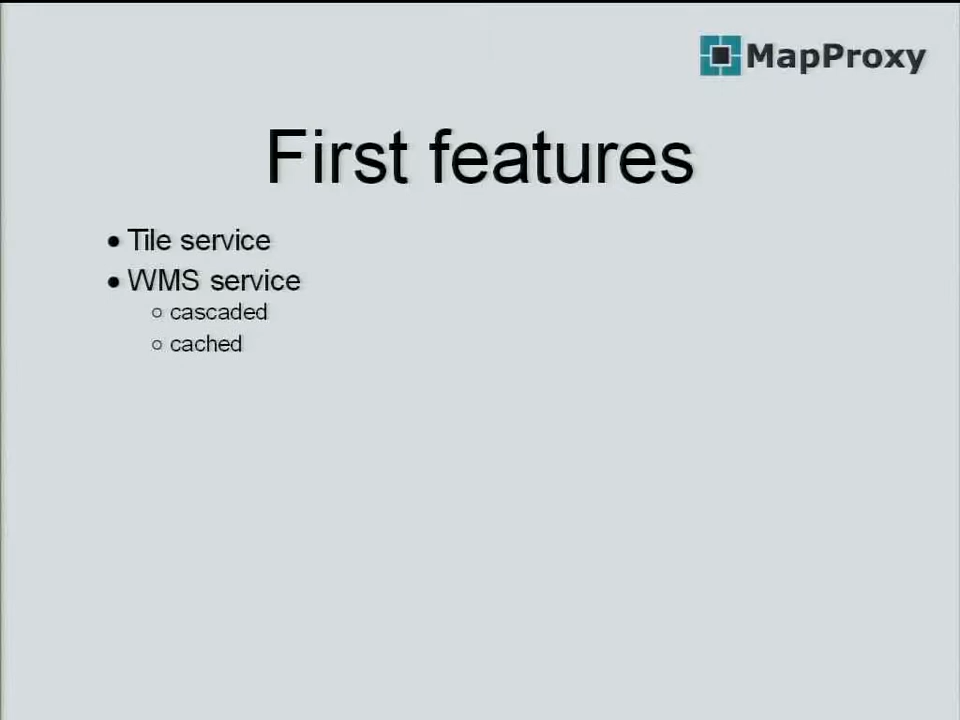 MapProxy
First features
• Tile service
• WMS service
○ cascaded
○ cached